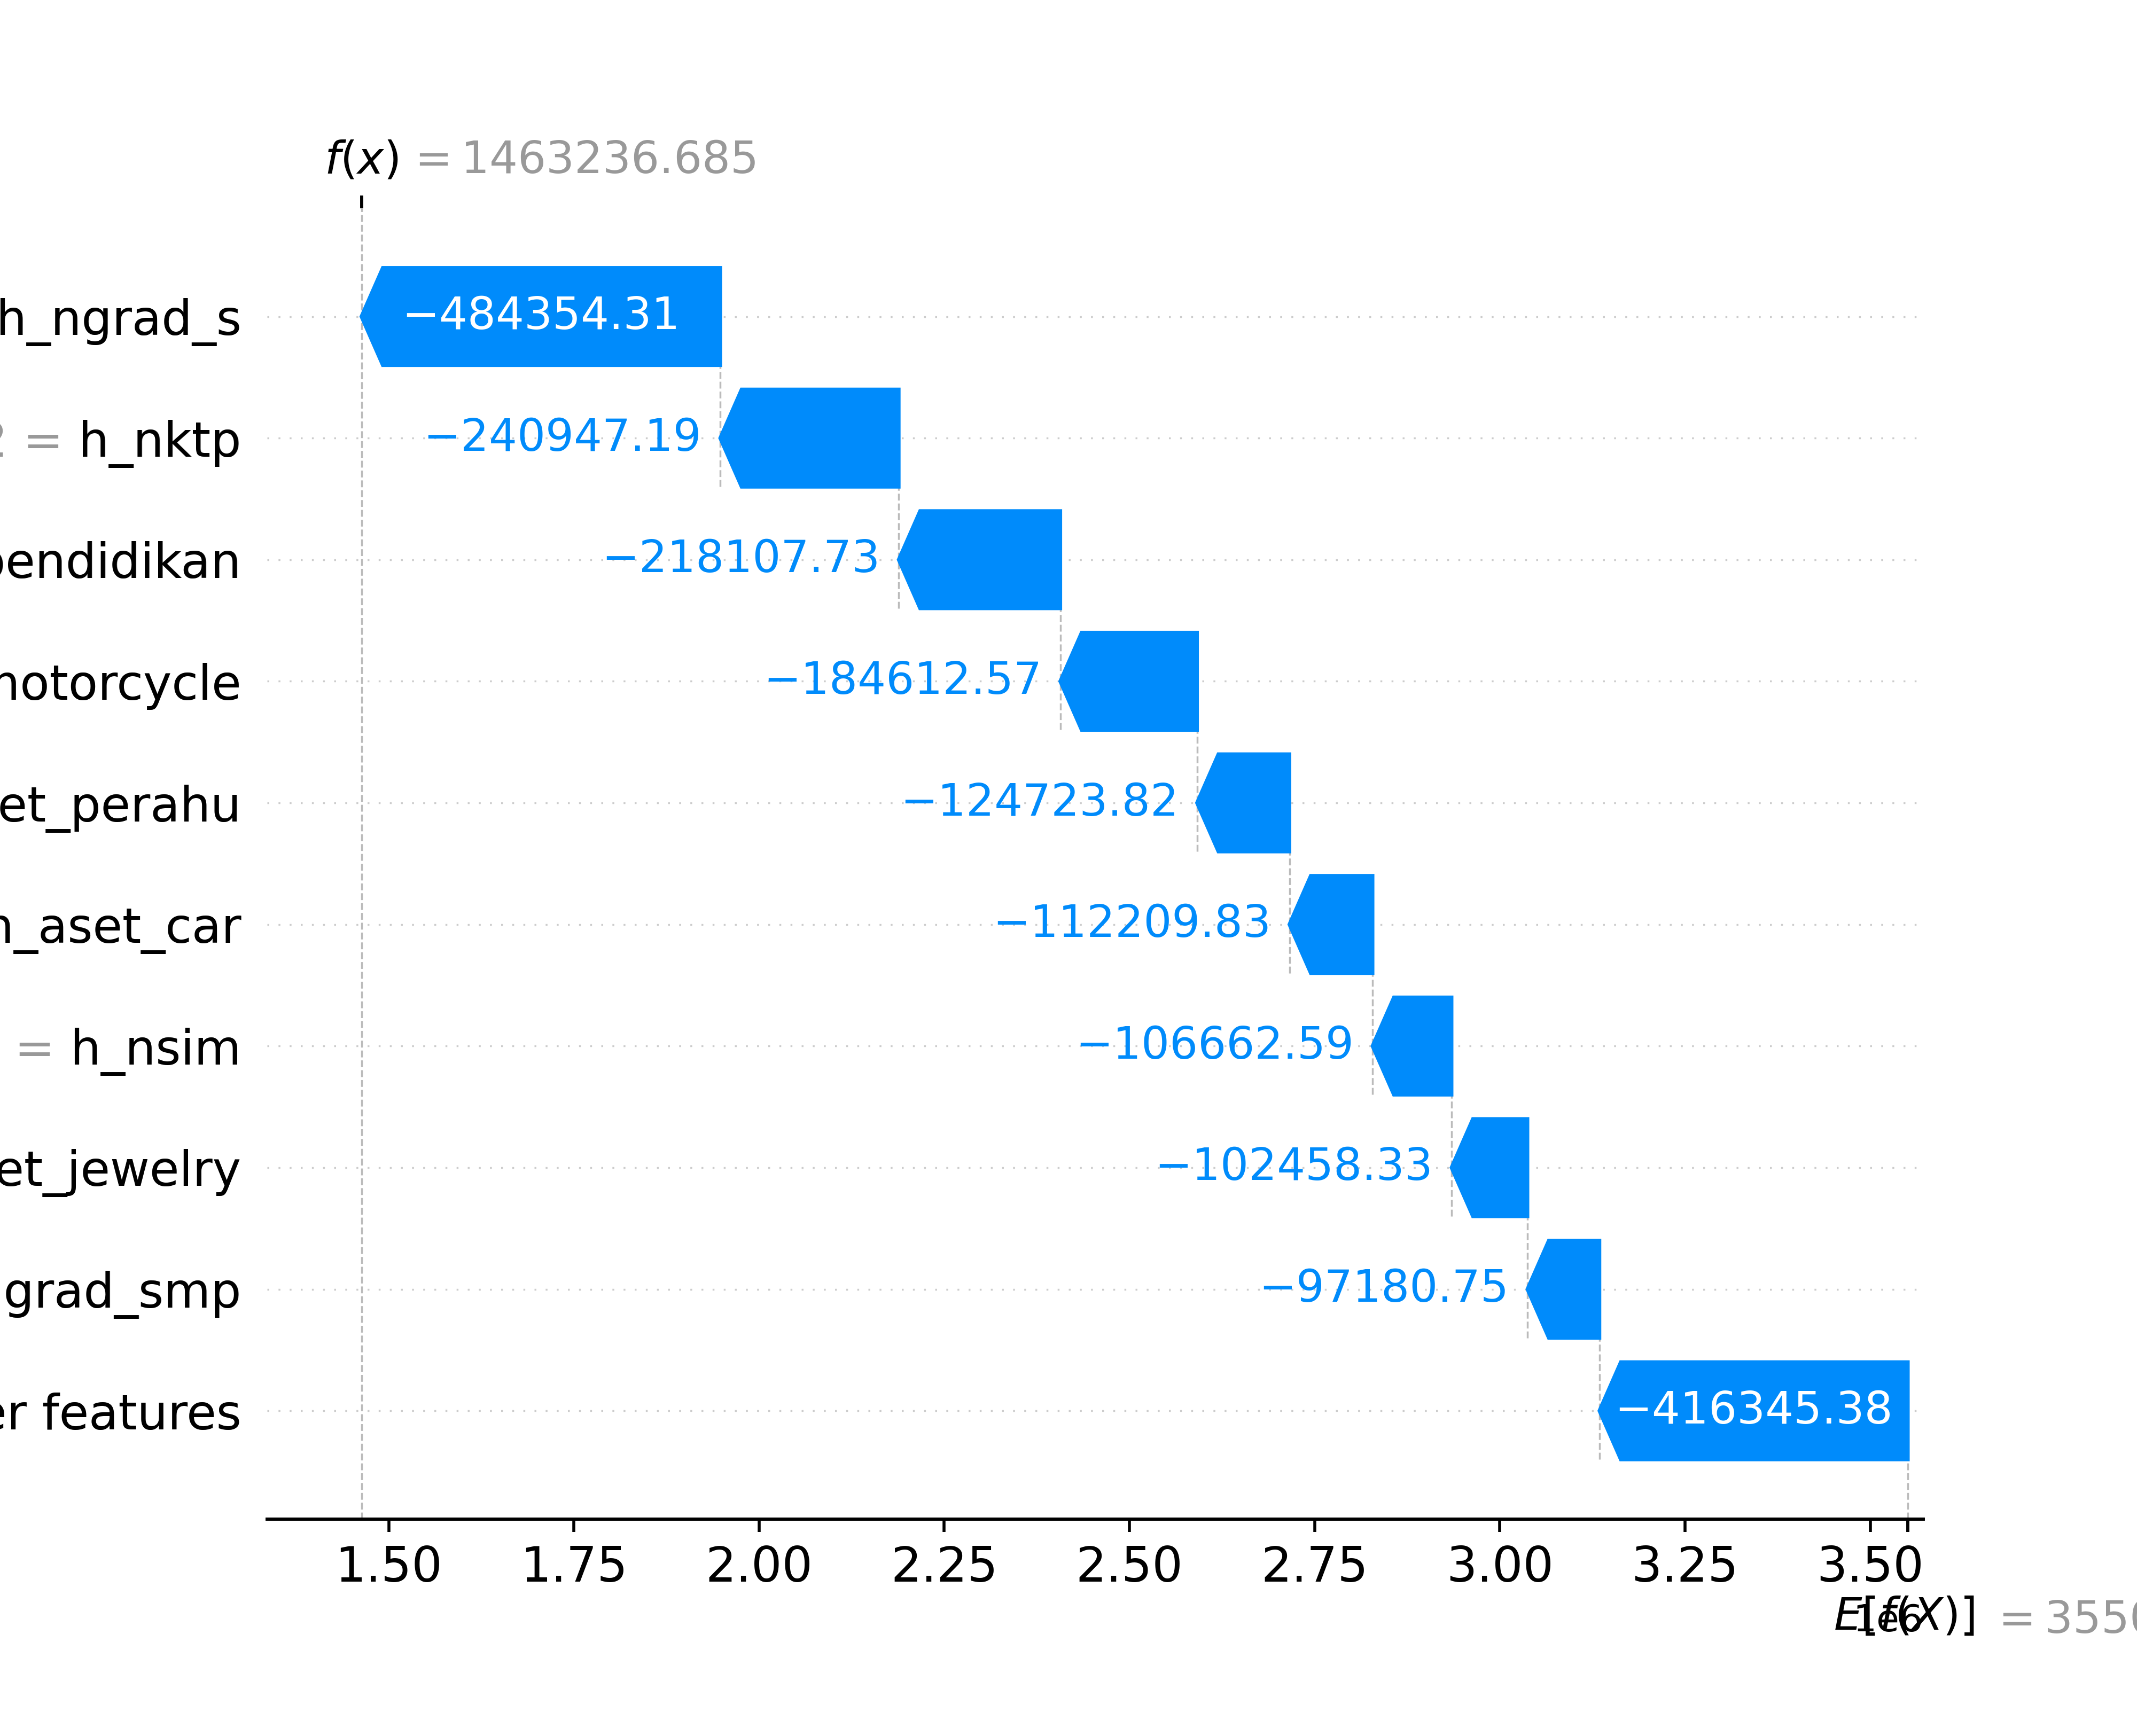 f(x) = 1463236.685
h_ngrad_s
−484354.31
= h_nktp
−240947.19
pendidikan
−218107.73
motorcycle
−184612.57
et_perahu
−124723.82
h_aset_car
−112209.83
= h_nsim
−106662.59
et_jewelry
−102458.33
grad_smp
−97180.75
er features
−416345.38
1.50 1.75 2.00 2.25 2.50 2.75 3.00 3.25 3.50
1e6
E[f(X)] = 3550